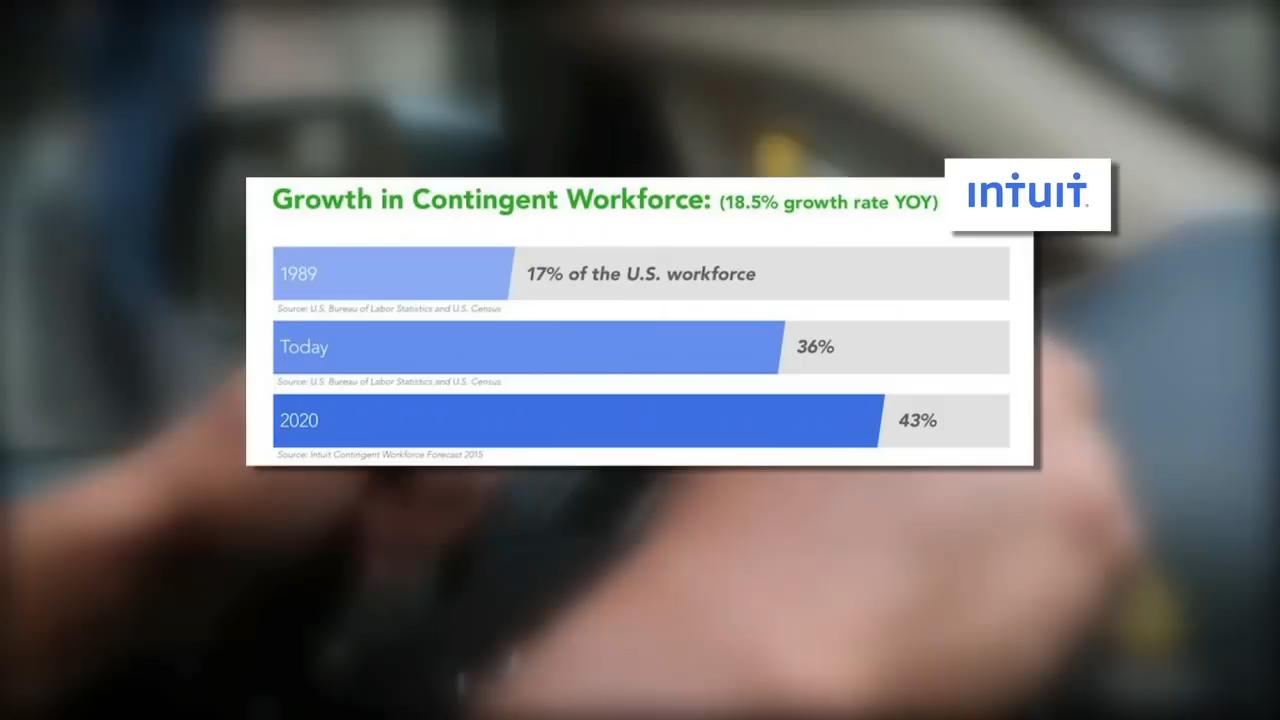 Growth in Contingent Workforce: (18.5% growth rate YOY)
intuit.
1989 17% of the U.S. workforce
Source: U.S. Bureau of Labor Statistics and U.S. Census
Today 36%
Source: U.S. Bureau of Labor Statistics and U.S. Census
2020 43%
Source: Intuit Contingent Workforce Forecast 2015